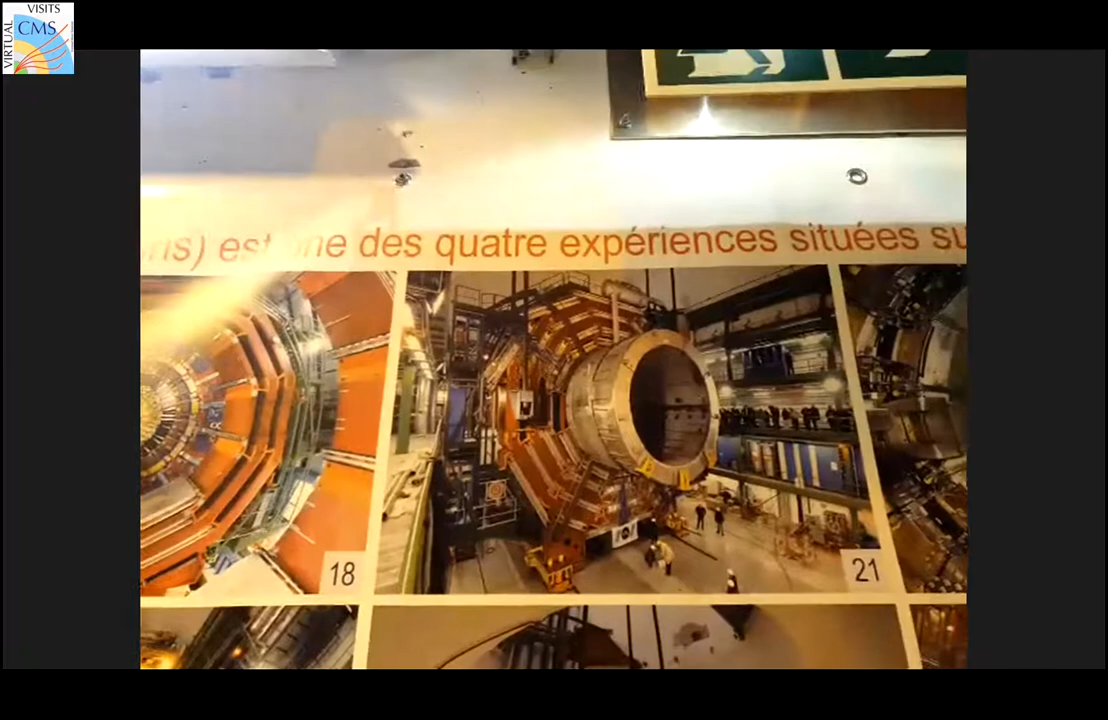 VISITS
CMS
VIRTUAL
est une des quatre expériences situées
18
21